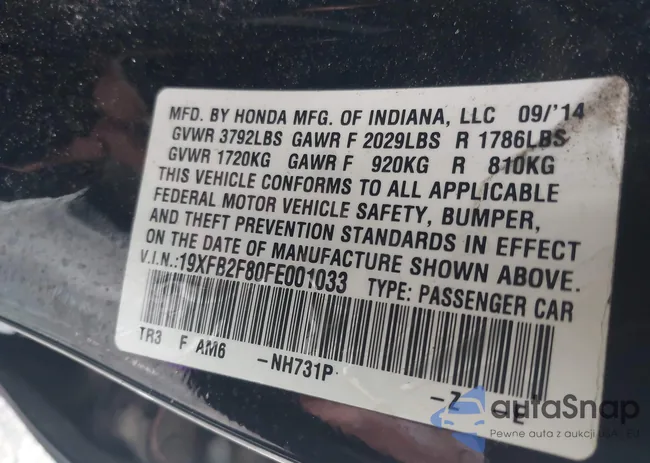 MFD. BY HONDA MFG. OF INDIANA, LLC 09/'14
GVWR 3792LBS GAWR F 2029LBS R 1786LBS
GVWR 1720KG GAWR F 920KG R 810KG
THIS VEHICLE CONFORMS TO ALL APPLICABLE
FEDERAL MOTOR VEHICLE SAFETY, BUMPER,
AND THEFT PREVENTION STANDARDS IN EFFECT
ON THE DATE OF MANUFACTURE SHOWN ABOVE.
V.I.N.:19XFB2F80FE001033 TYPE: PASSENGER CAR
TR3 F AM6 -NH731P -Z E
autoSnap
Pewne auta z aukcji USA i EU